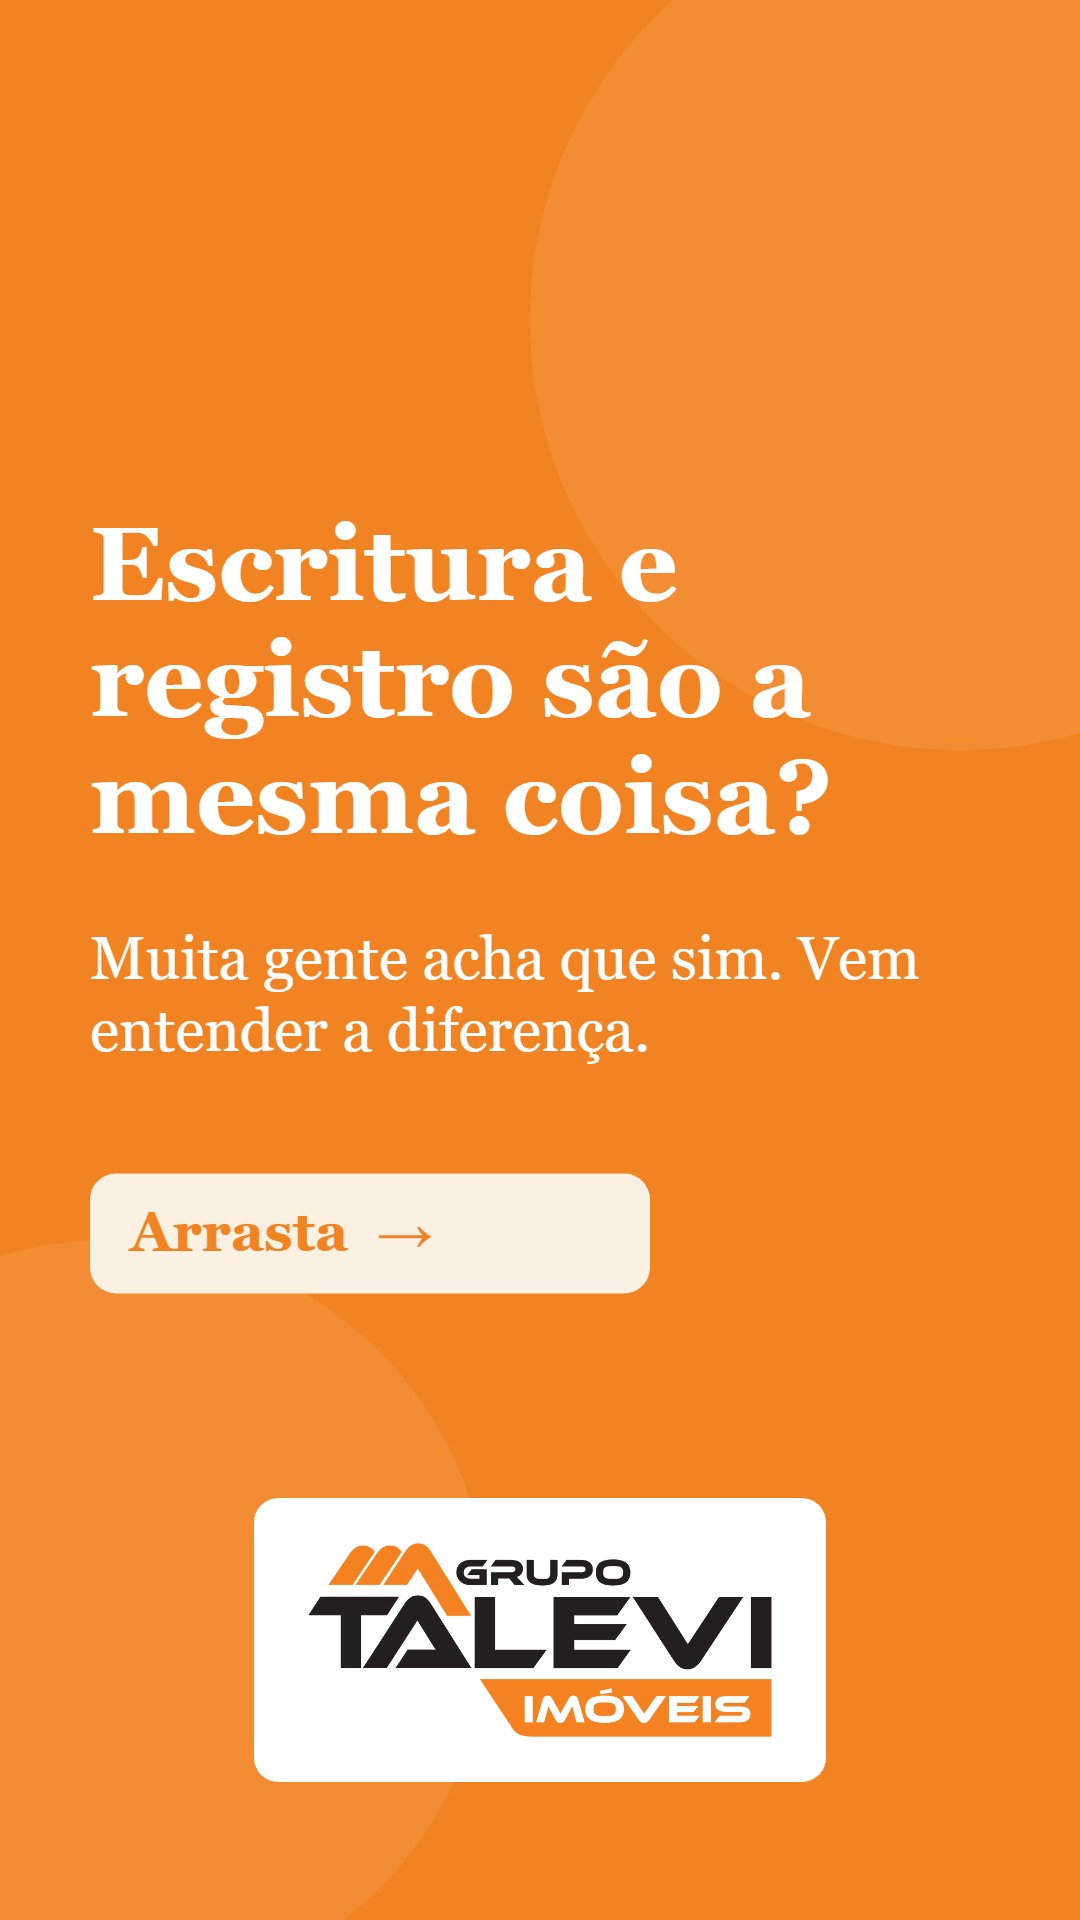 Escritura e
registro são a
mesma coisa?
Muita gente acha que sim. Vem
entender a diferença.
Arrasta →
GRUPO
TALEVI
IMÓVEIS